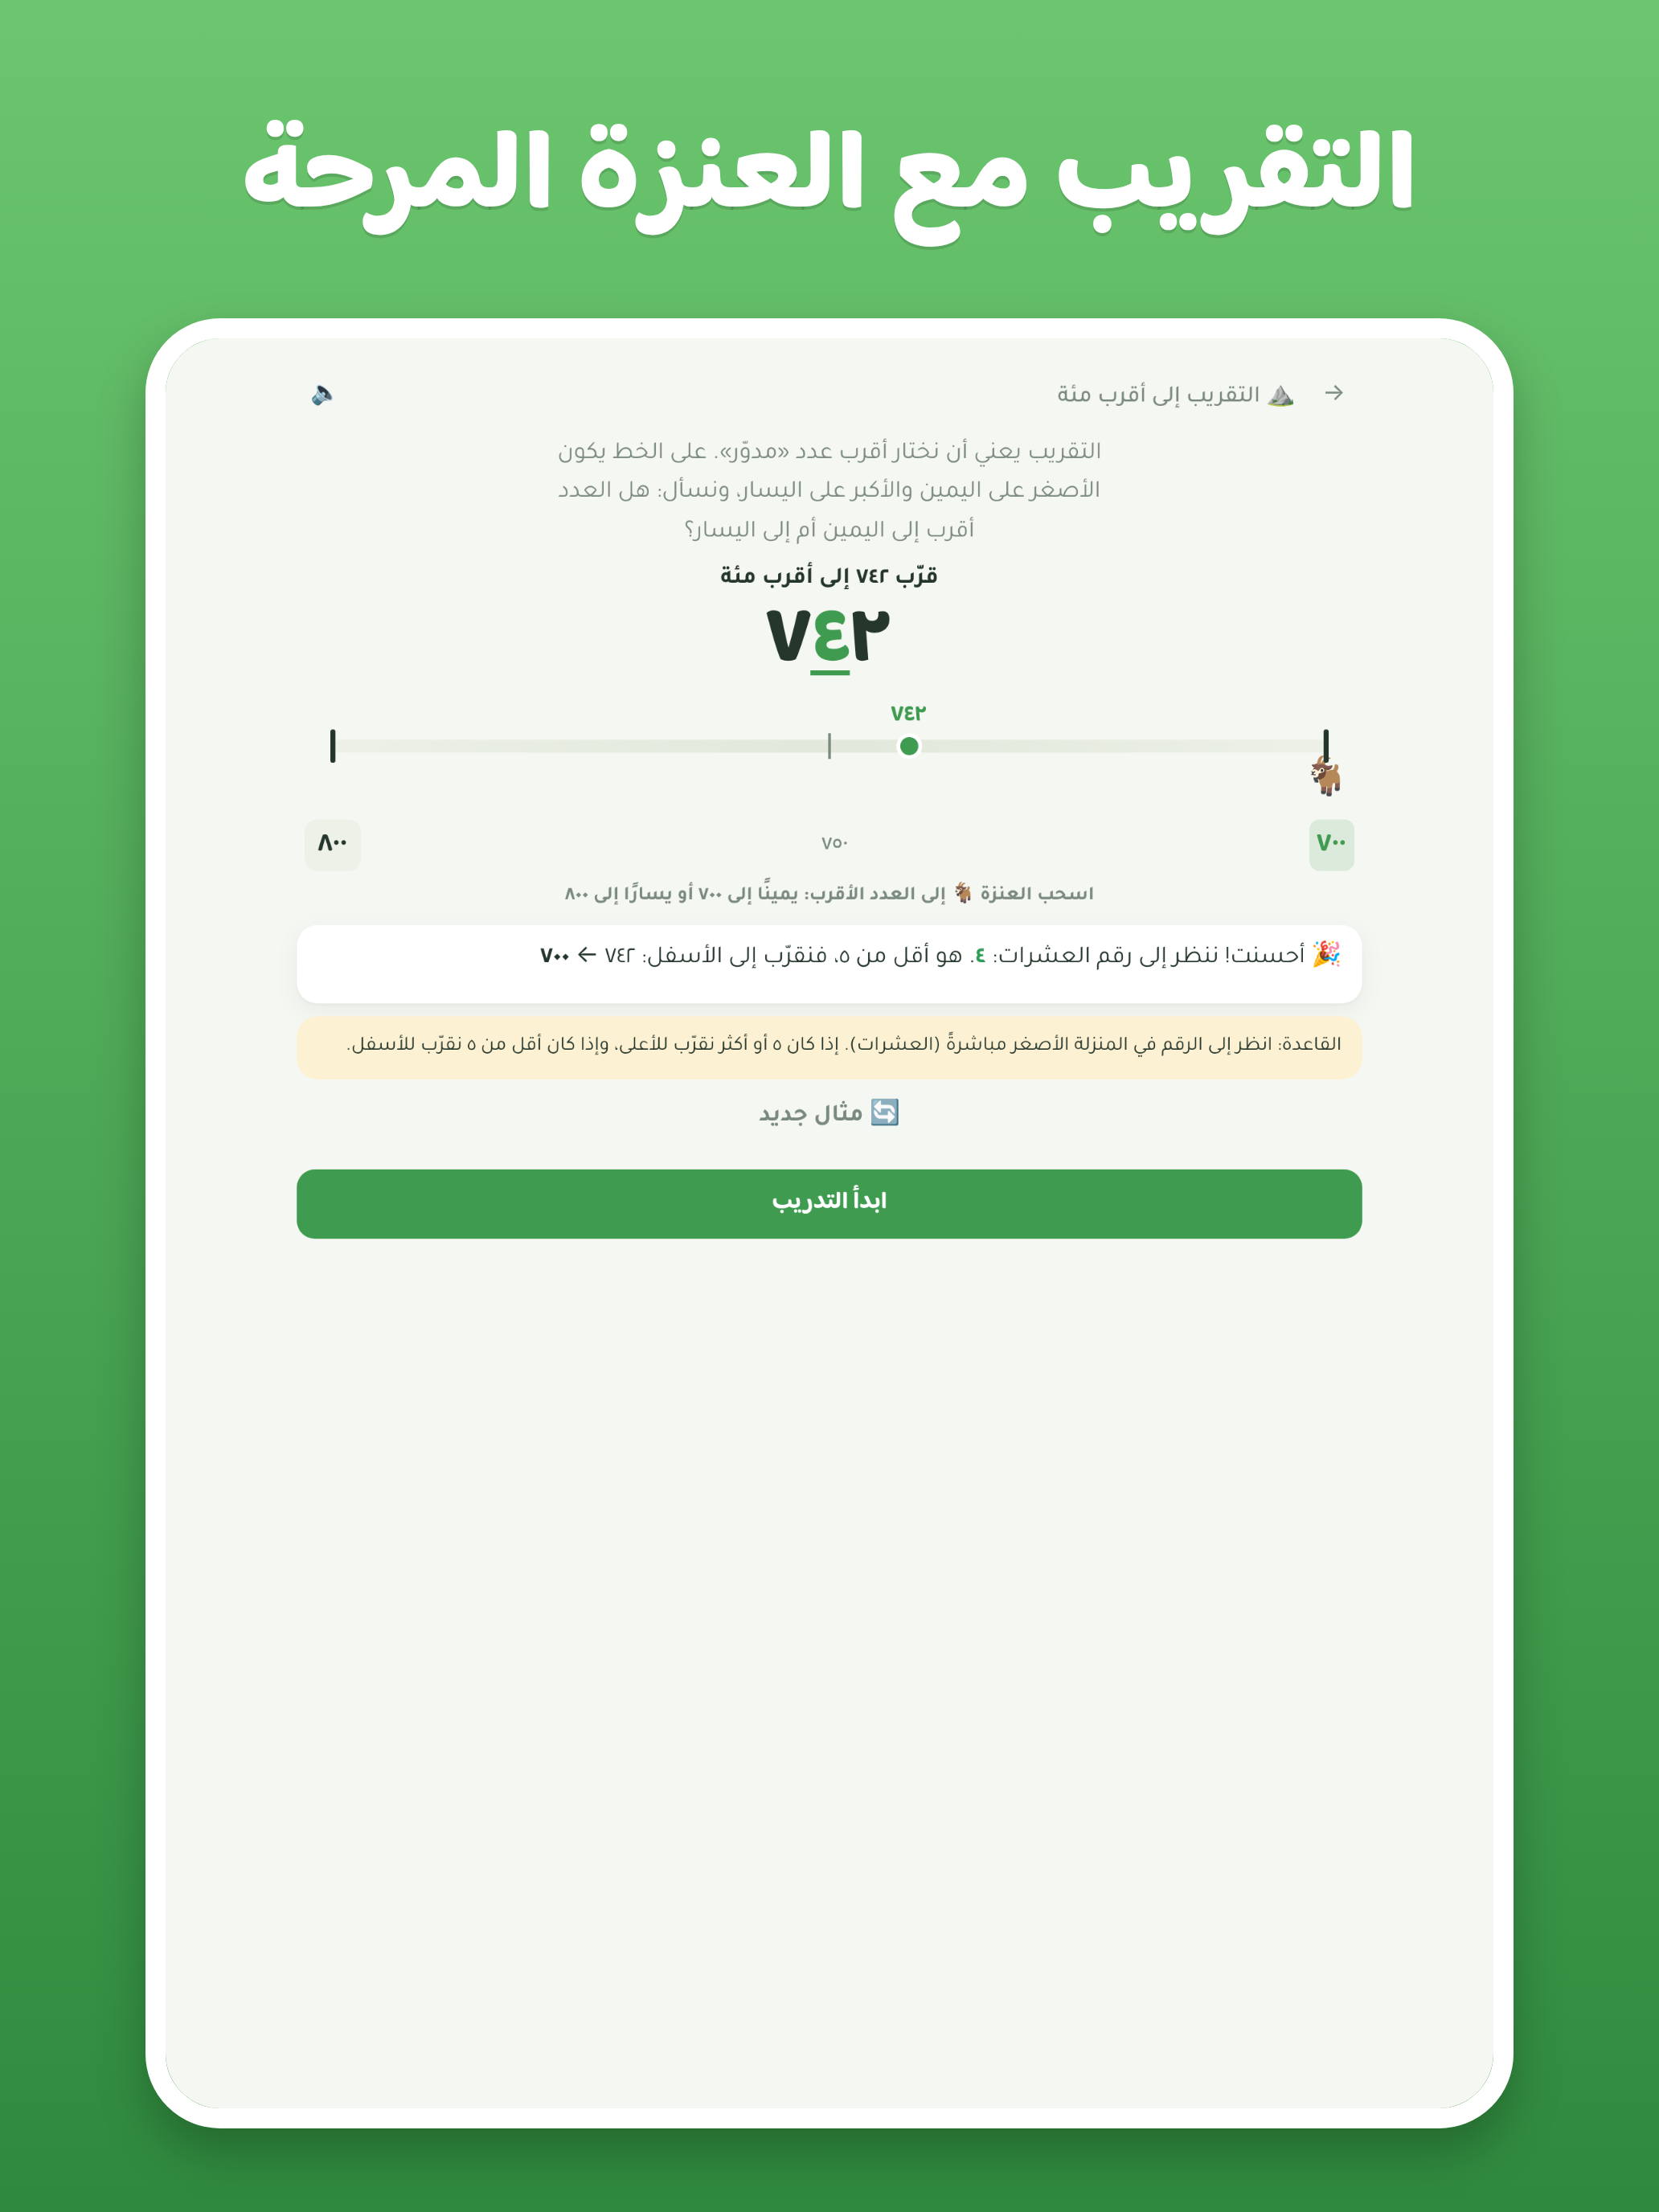 التقريب مع العنزة المرحة
→ ⛰️ التقريب إلى أقرب مئة 🔈
التقريب يعني أن نختار أقرب عدد «مدوّر». على الخط يكون
الأصغر على اليمين والأكبر على اليسار، ونسأل: هل العدد
أقرب إلى اليمين أم إلى اليسار؟
قرّب ٧٤٢ إلى أقرب مئة
٧٤٢
٧٤٢
٧٠٠ ٧٥٠ ٨٠٠
اسحب العنزة 🐐 إلى العدد الأقرب: يمينًا إلى ٧٠٠ أو يسارًا إلى ٨٠٠
🎉 أحسنت! ننظر إلى رقم العشرات: ٤. هو أقل من ٥، فنقرّب إلى الأسفل: ٧٤٢ ← ٧٠٠
القاعدة: انظر إلى الرقم في المنزلة الأصغر مباشرةً (العشرات). إذا كان ٥ أو أكثر نقرّب للأعلى، وإذا كان أقل من ٥ نقرّب للأسفل.
🔄 مثال جديد
ابدأ التدريب